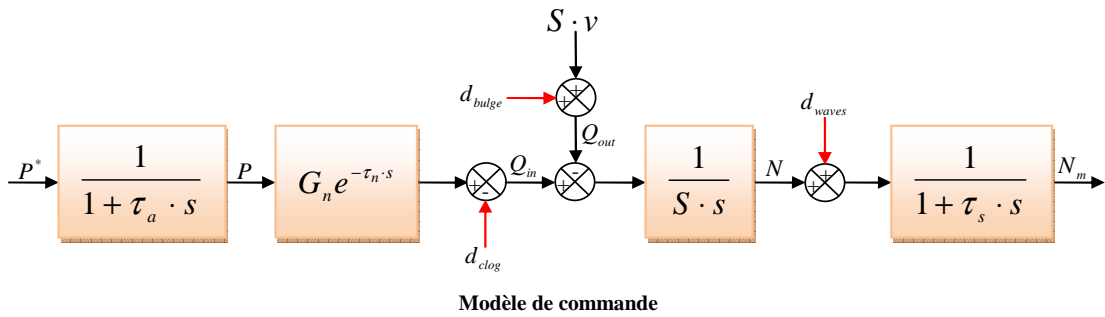 S · v
d_bulge
+
+
Q_out
d_waves
P*
1
1 + τ_a · s
P
G_n e^{-τ_n·s}
+
-
Q_in
+
-
1
S · s
N
+
+
1
1 + τ_s · s
N_m
d_clog
Modèle de commande